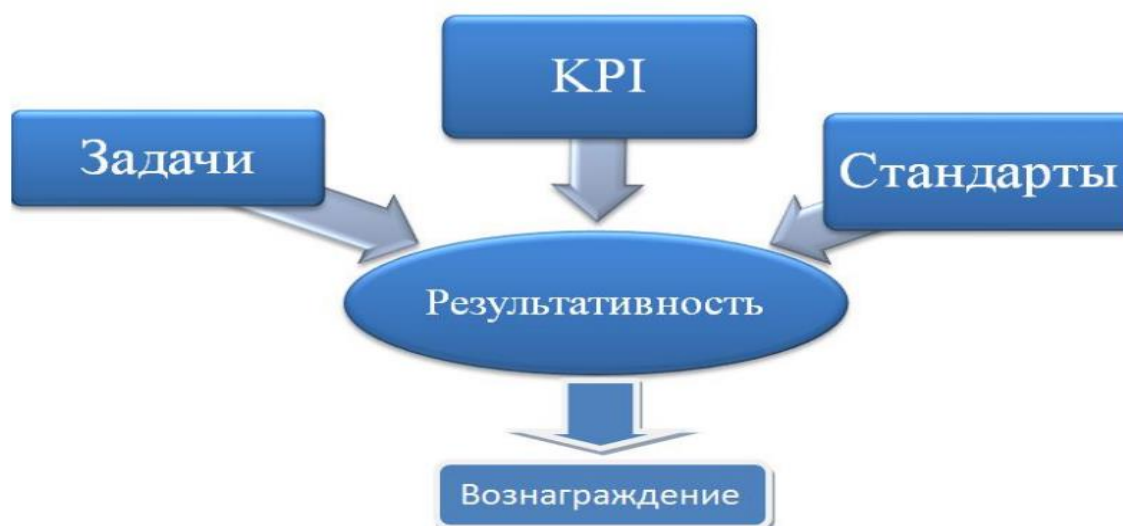 KPI
Задачи
Стандарты
Результативность
Вознаграждение